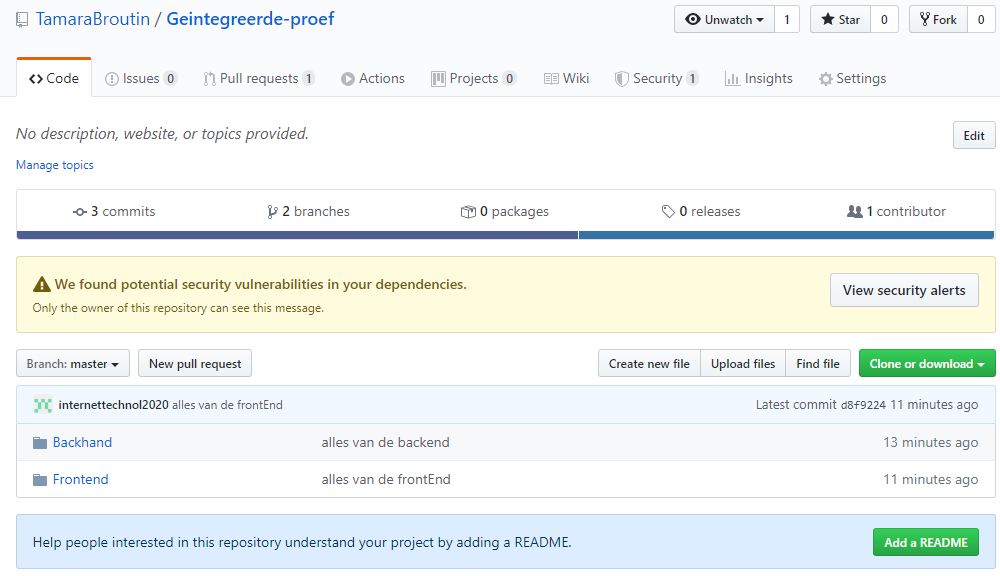 TamaraBroutin / Geintegreerde-proef
Unwatch 1 Star 0 Fork 0
Code Issues 0 Pull requests 1 Actions Projects 0 Wiki Security 1 Insights Settings
No description, website, or topics provided.
Edit
Manage topics
3 commits 2 branches 0 packages 0 releases 1 contributor
We found potential security vulnerabilities in your dependencies.
Only the owner of this repository can see this message.
View security alerts
Branch: master New pull request Create new file Upload files Find file Clone or download
internettechnol2020 alles van de frontEnd Latest commit d8f9224 11 minutes ago
Backhand alles van de backend 13 minutes ago
Frontend alles van de frontEnd 11 minutes ago
Help people interested in this repository understand your project by adding a README. Add a README